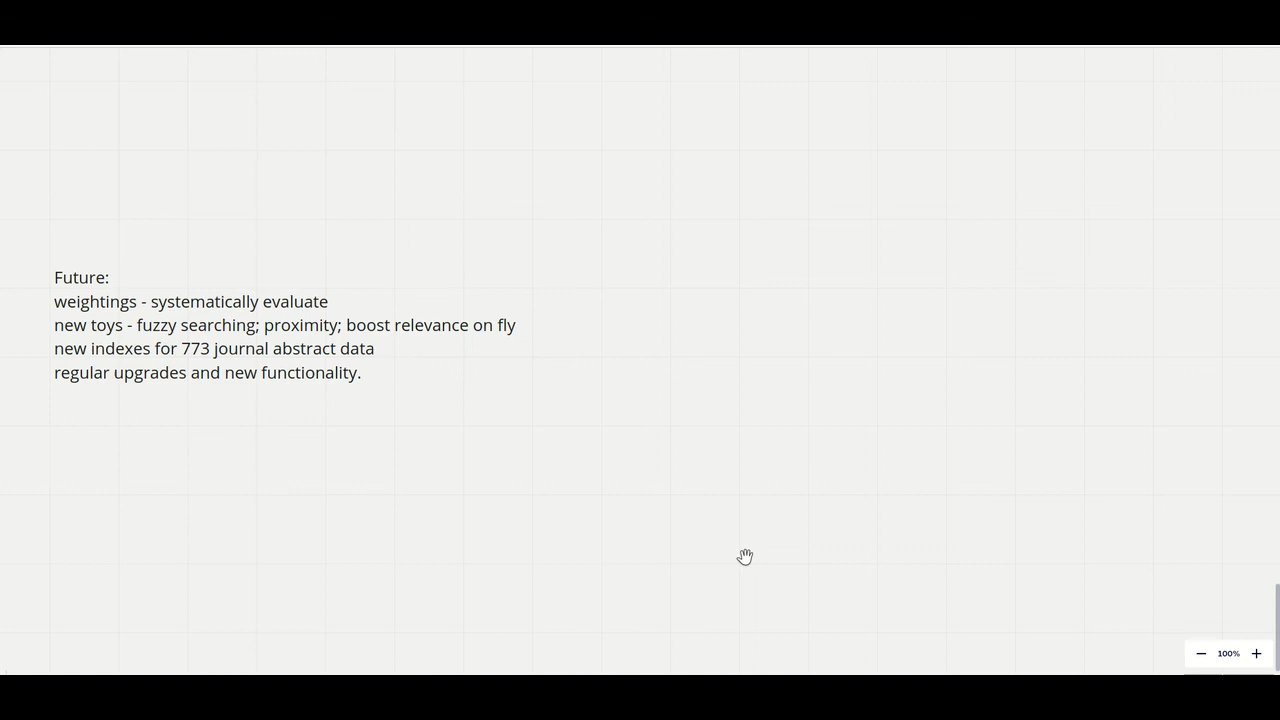 Future:
weightings - systematically evaluate
new toys - fuzzy searching; proximity; boost relevance on fly
new indexes for 773 journal abstract data
regular upgrades and new functionality.
100%